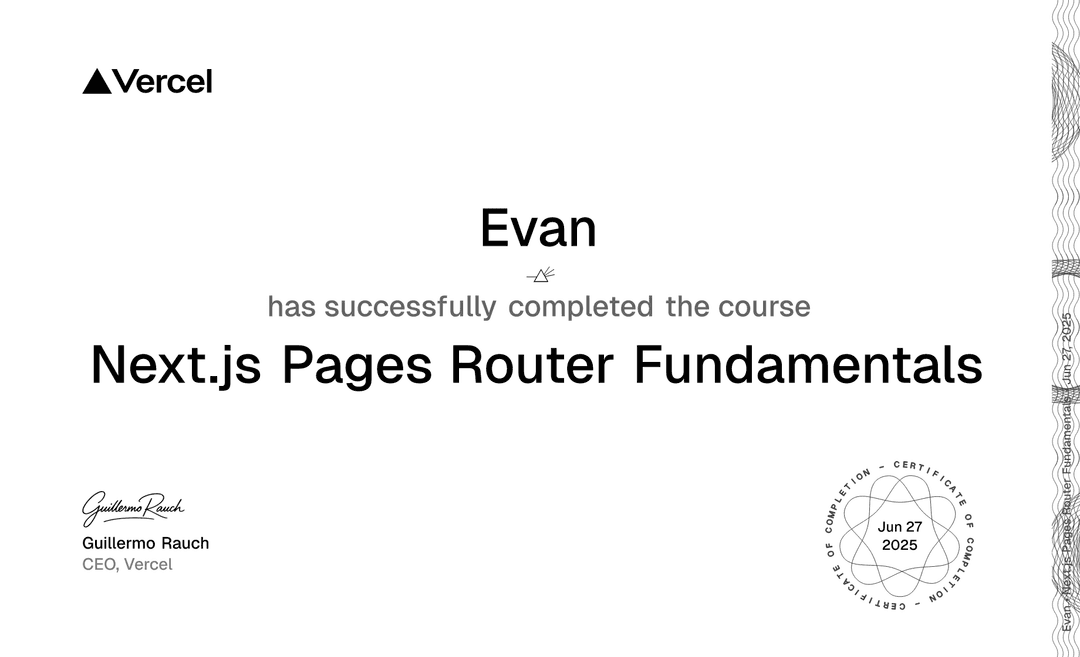 Vercel
Evan
has successfully completed the course
Next.js Pages Router Fundamentals
Guillermo Rauch
Guillermo Rauch
CEO, Vercel
CERTIFICATE OF COMPLETION – CERTIFICATE OF COMPLETION –
Jun 27
2025
Evan • Next.js Pages Router Fundamentals • Jun 27, 2025